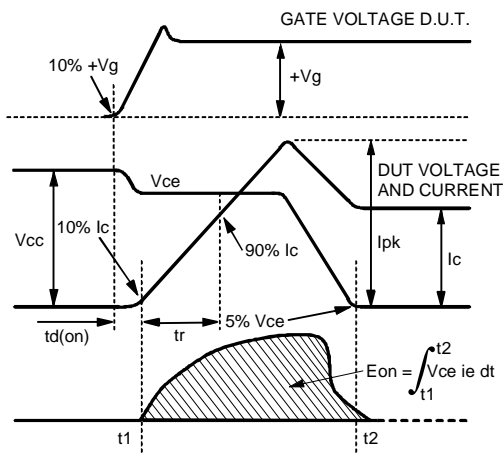 GATE VOLTAGE D.U.T.
10% +Vg
+Vg
Vce
DUT VOLTAGE
AND CURRENT
10% Ic
Vcc
90% Ic
Ipk
Ic
td(on)
tr
5% Vce
Eon = ∫ t2 t1 Vce ie dt
t1
t2